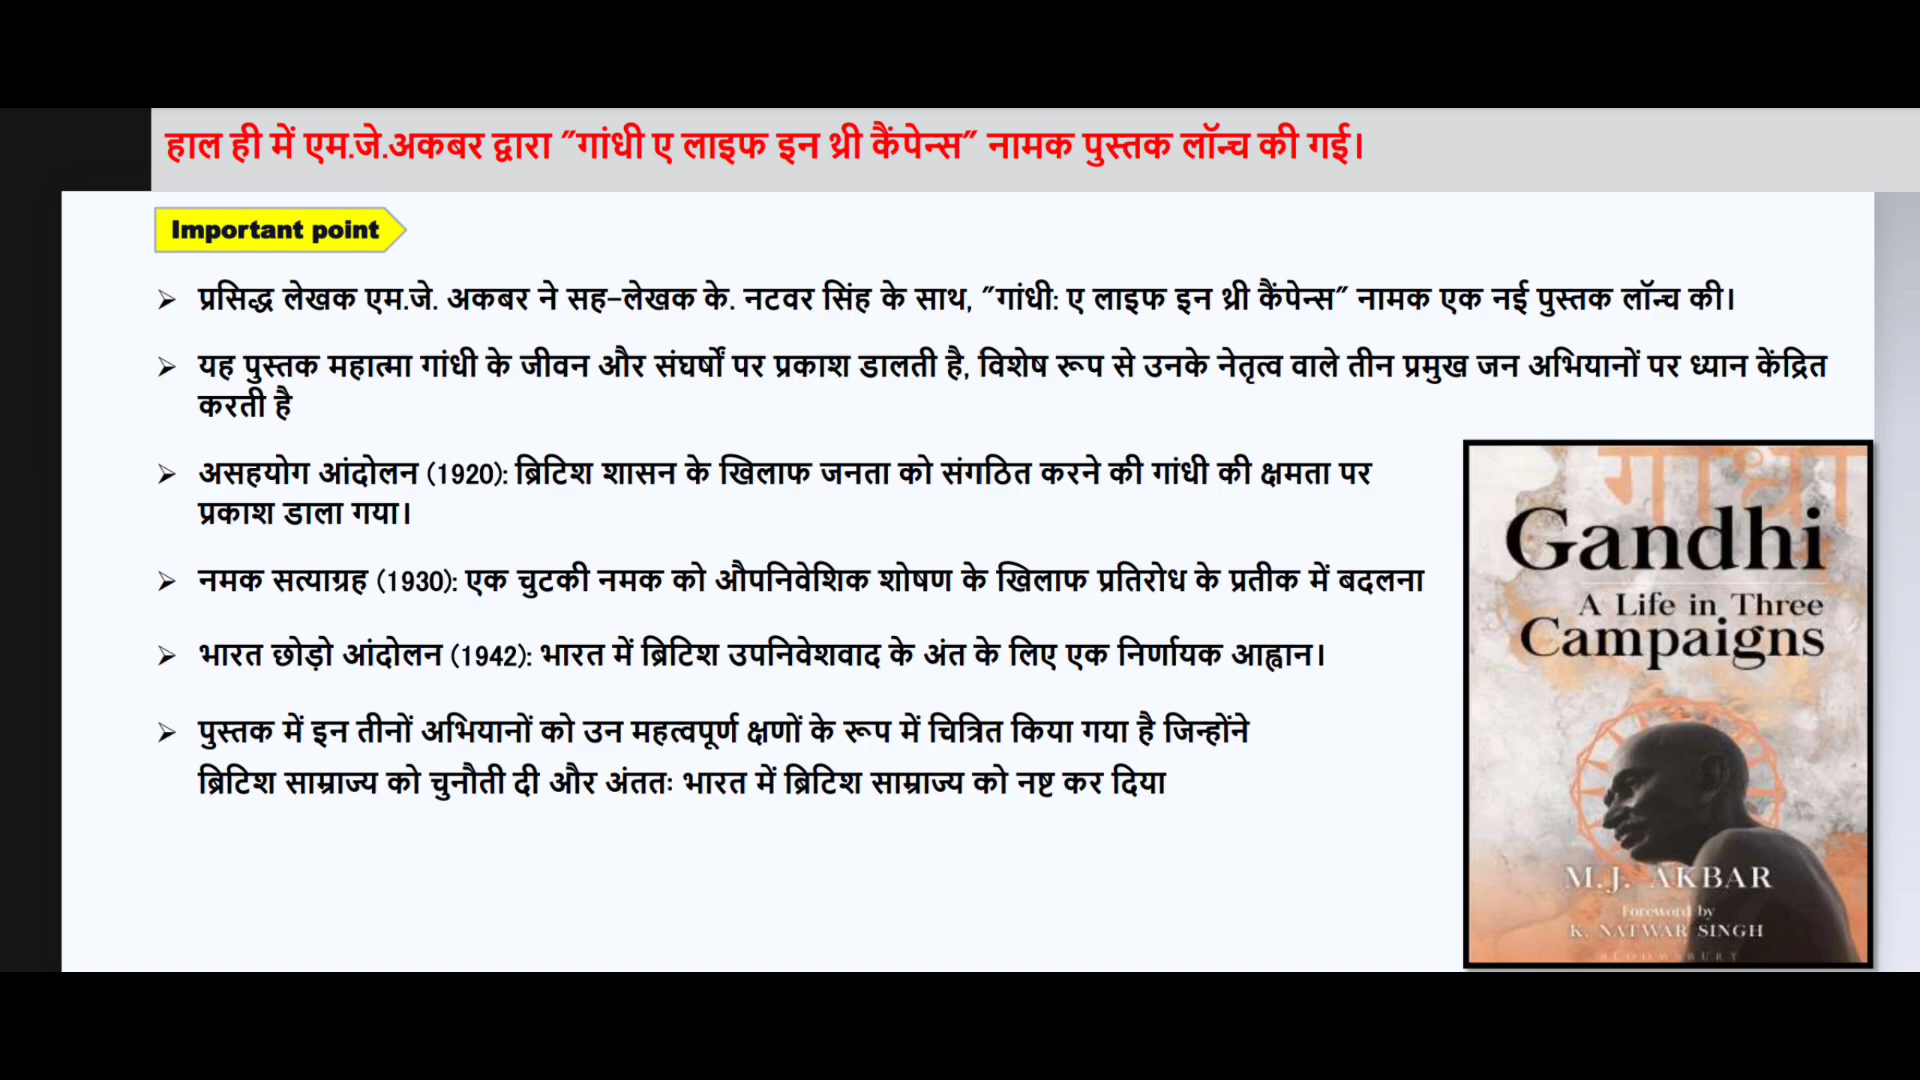 हाल ही में एम.जे.अकबर द्वारा "गांधी ए लाइफ इन थ्री कैंपेन्स" नामक पुस्तक लॉन्च की गई।
Important point
➢ प्रसिद्ध लेखक एम.जे. अकबर ने सह-लेखक के. नटवर सिंह के साथ, "गांधी: ए लाइफ इन थ्री कैंपेन्स" नामक एक नई पुस्तक लॉन्च की।
➢ यह पुस्तक महात्मा गांधी के जीवन और संघर्षों पर प्रकाश डालती है, विशेष रूप से उनके नेतृत्व वाले तीन प्रमुख जन अभियानों पर ध्यान केंद्रित
करती है
➢ असहयोग आंदोलन (1920): ब्रिटिश शासन के खिलाफ जनता को संगठित करने की गांधी की क्षमता पर
प्रकाश डाला गया।
➢ नमक सत्याग्रह (1930): एक चुटकी नमक को औपनिवेशिक शोषण के खिलाफ प्रतिरोध के प्रतीक में बदलना
➢ भारत छोड़ो आंदोलन (1942): भारत में ब्रिटिश उपनिवेशवाद के अंत के लिए एक निर्णायक आह्वान।
➢ पुस्तक में इन तीनों अभियानों को उन महत्वपूर्ण क्षणों के रूप में चित्रित किया गया है जिन्होंने
ब्रिटिश साम्राज्य को चुनौती दी और अंततः भारत में ब्रिटिश साम्राज्य को नष्ट कर दिया
गांधी
Gandhi
A Life in Three
Campaigns
M.J. AKBAR
Foreword by
K. NATWAR SINGH
BLOOMSBURY